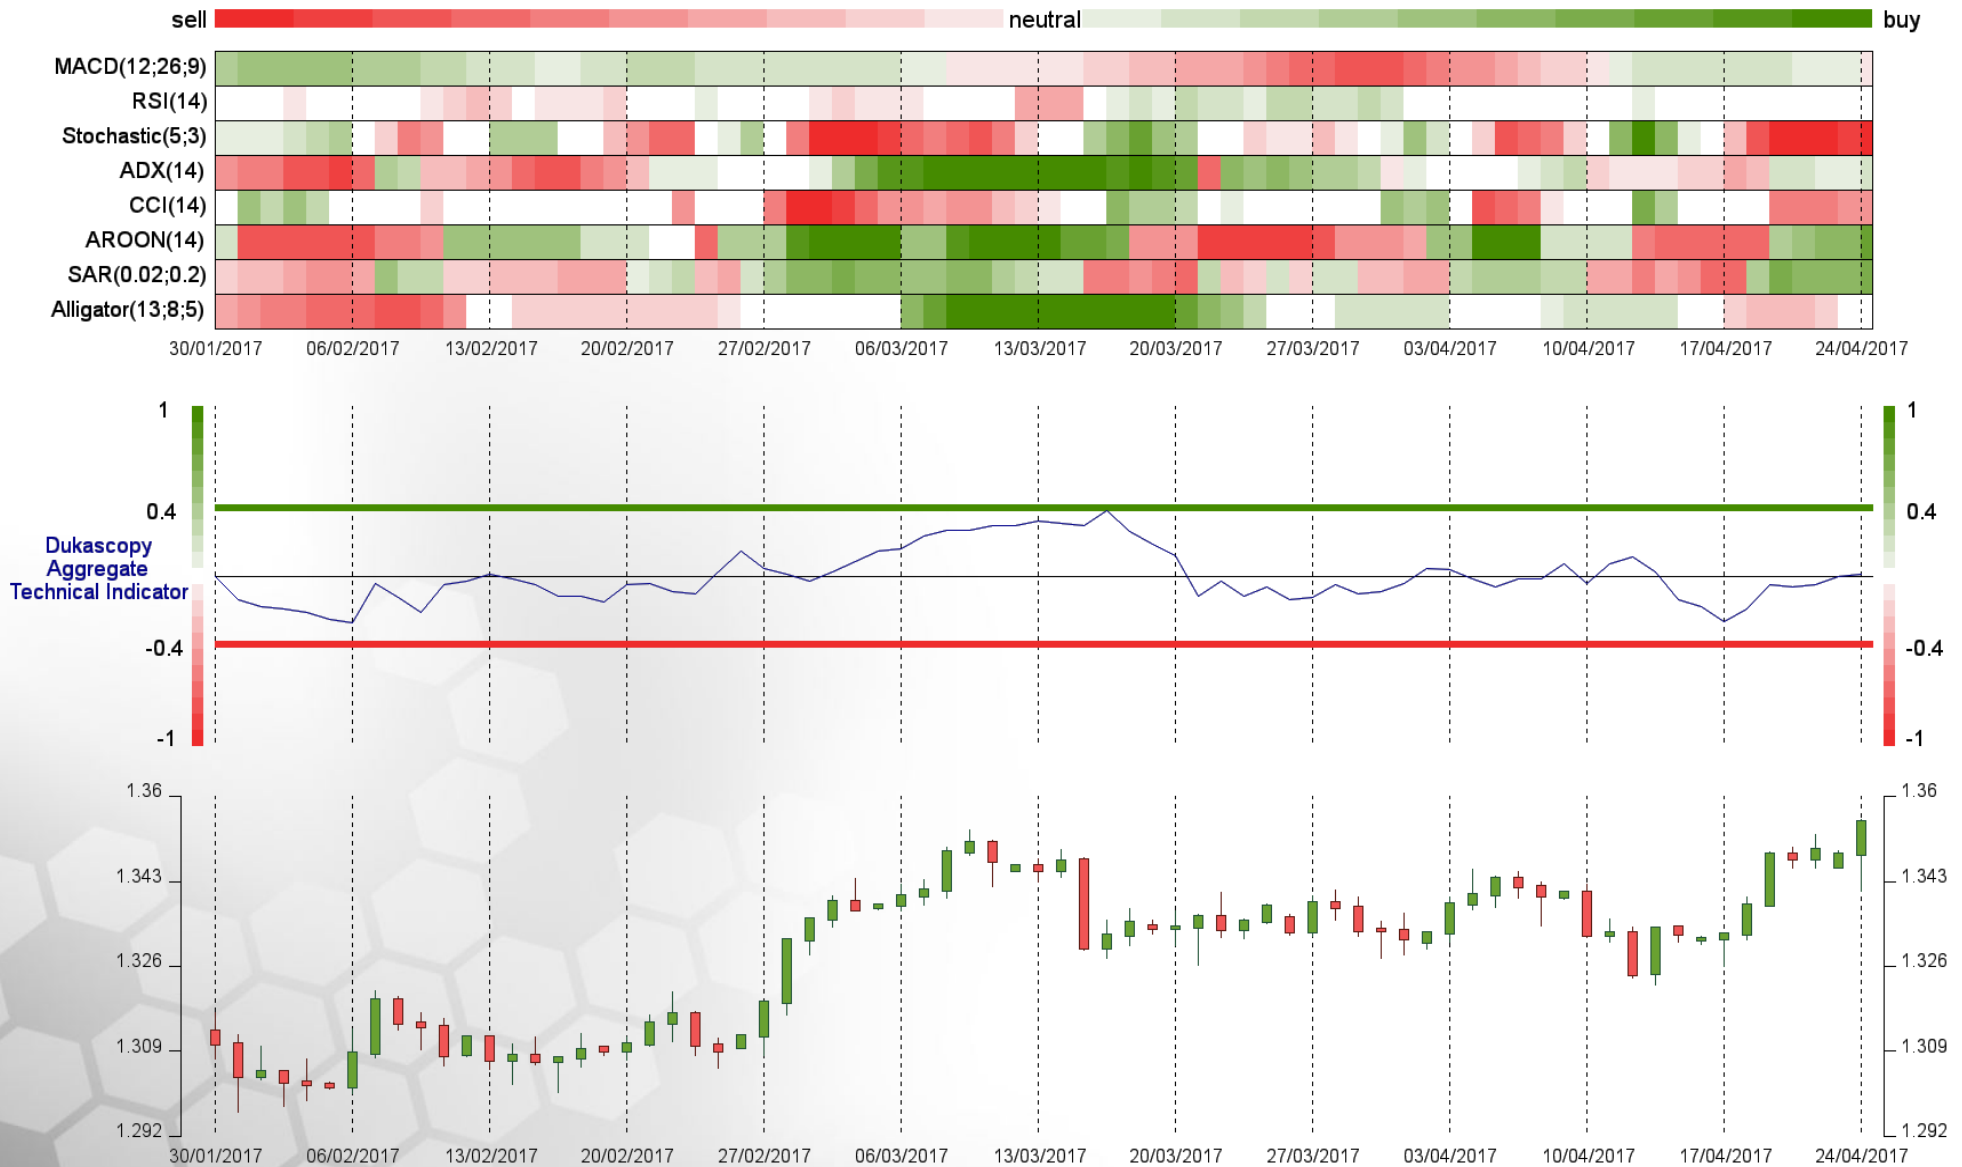 sell neutral buy
MACD(12;26;9)
RSI(14)
Stochastic(5;3)
ADX(14)
CCI(14)
AROON(14)
SAR(0.02;0.2)
Alligator(13;8;5)
30/01/2017 06/02/2017 13/02/2017 20/02/2017 27/02/2017 06/03/2017 13/03/2017 20/03/2017 27/03/2017 03/04/2017 10/04/2017 17/04/2017 24/04/2017
1 1
0.4 0.4
Dukascopy
Aggregate
Technical Indicator
-0.4 -0.4
-1 -1
1.36 1.36
1.343 1.343
1.326 1.326
1.309 1.309
1.292 1.292
30/01/2017 06/02/2017 13/02/2017 20/02/2017 27/02/2017 06/03/2017 13/03/2017 20/03/2017 27/03/2017 03/04/2017 10/04/2017 17/04/2017 24/04/2017